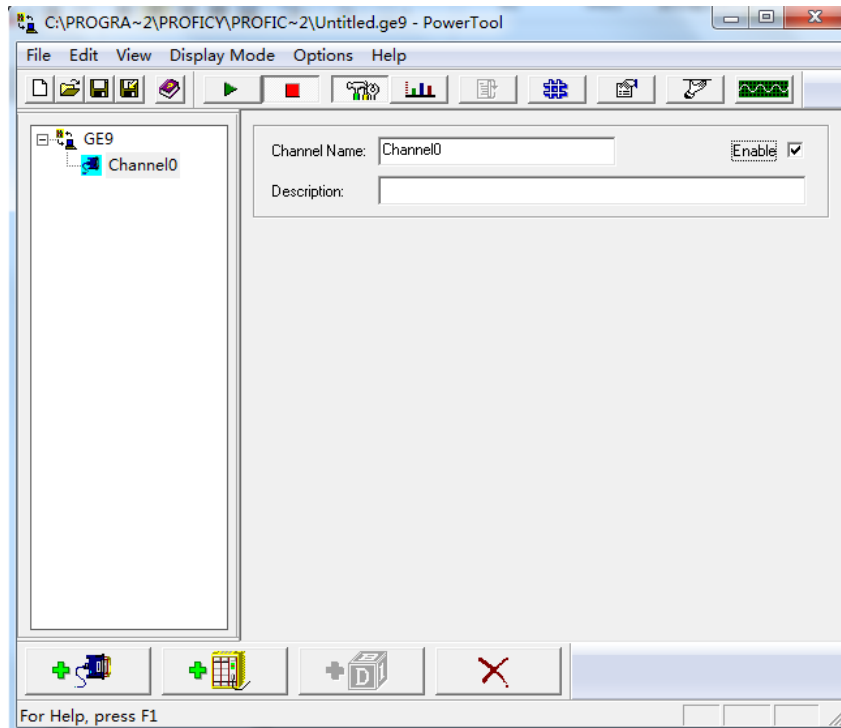 C:\PROGRA~2\PROFICY\PROFIC~2\Untitled.ge9 - PowerTool
File Edit View Display Mode Options Help
GE9
Channel0
Channel Name: Channel0 Enable
Description:
D
For Help, press F1